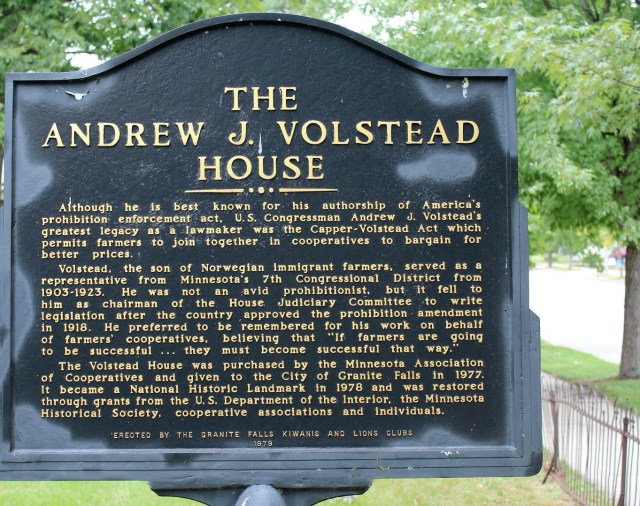 THE
ANDREW J. VOLSTEAD
HOUSE
Although he is best known for his authorship of America's
prohibition enforcement act, U.S. Congressman Andrew J. Volstead's
greatest legacy as a lawmaker was the Capper-Volstead Act which
permits farmers to join together in cooperatives to bargain for
better prices.
Volstead, the son of Norwegian immigrant farmers, served as a
representative from Minnesota's 7th Congressional District from
1903-1923. He was not an avid prohibitionist, but it fell to
him as chairman of the House Judiciary Committee to write
legislation after the country approved the prohibition amendment
in 1918. He preferred to be remembered for his work on behalf
of farmers' cooperatives, believing that "If farmers are going
to be successful ... they must become successful that way."
The Volstead House was purchased by the Minnesota Association
of Cooperatives and given to the City of Granite Falls in 1977.
It became a National Historic Landmark in 1978 and was restored
through grants from the U.S. Department of the Interior, the Minnesota
Historical Society, cooperative associations and individuals.
ERECTED BY THE GRANITE FALLS KIWANIS AND LIONS CLUBS
1979